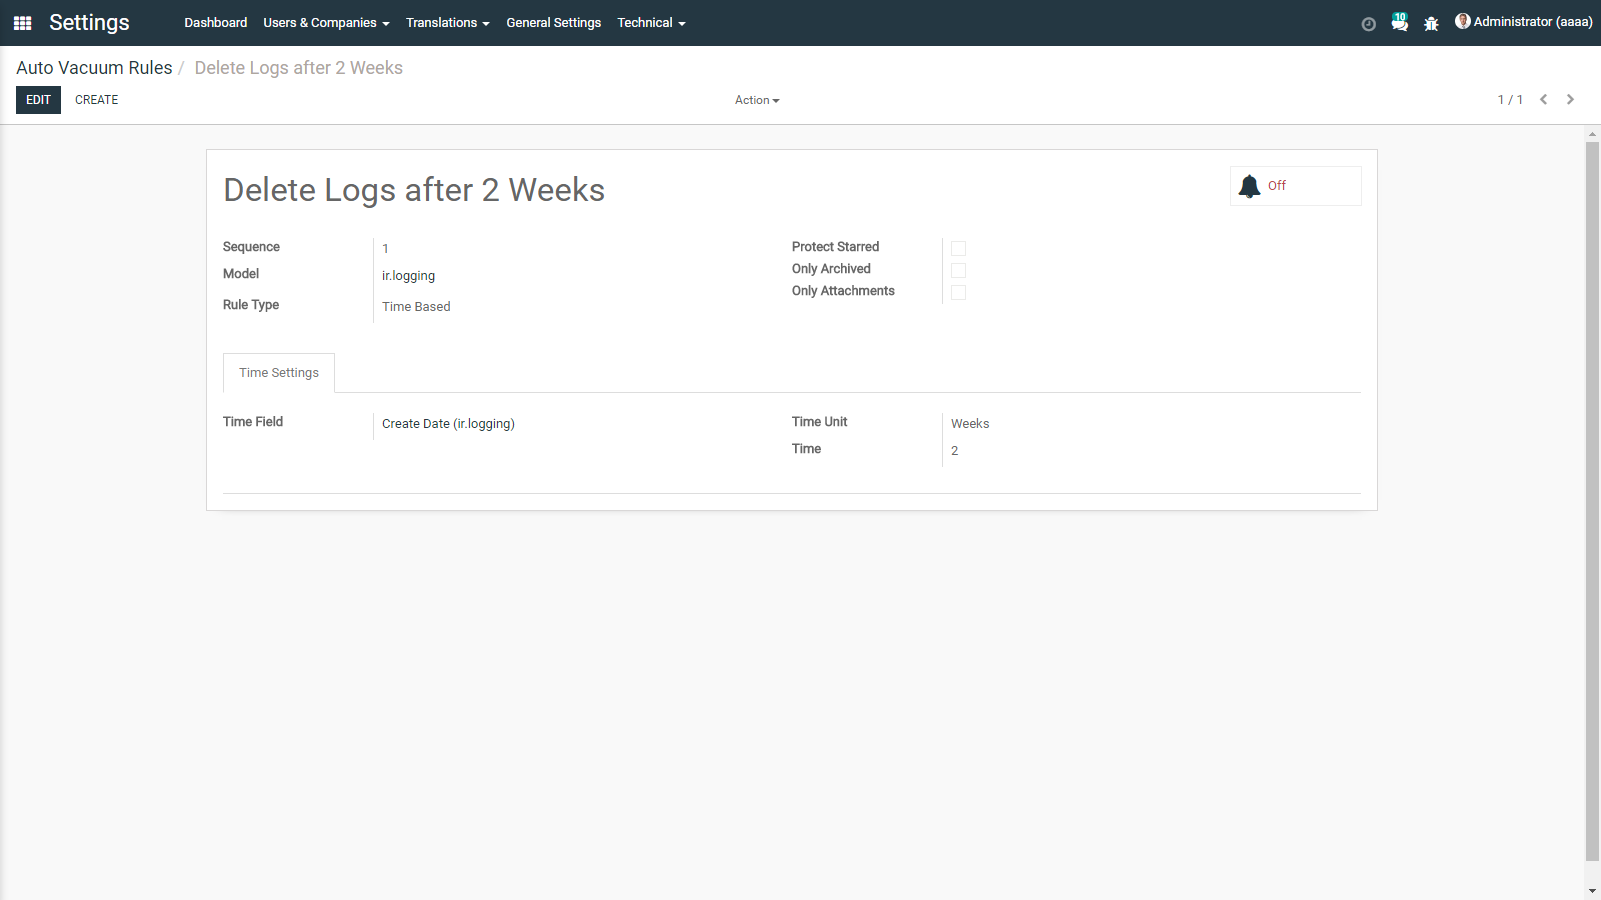 Settings Dashboard Users & Companies Translations General Settings Technical 10 Administrator (aaaa)
Auto Vacuum Rules / Delete Logs after 2 Weeks
EDIT CREATE Action 1 / 1
Delete Logs after 2 Weeks
Off
Sequence 1
Model ir.logging
Rule Type Time Based
Protect Starred
Only Archived
Only Attachments
Time Settings
Time Field Create Date (ir.logging)
Time Unit Weeks
Time 2